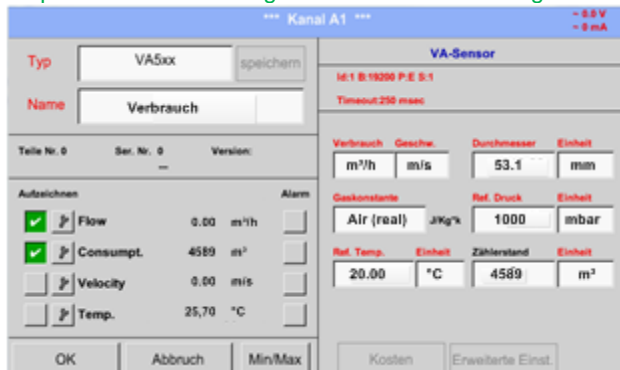 *** Kanal A1 ***
~ 0.0 V
~ 0 mA
Typ
VA5xx
speichern
Name
Verbrauch
Teile Nr. 0 Ser. Nr. 0 Version:
--
Aufzeichnen Alarm
Flow 0.00 m³/h
Consumpt. 4589 m³
Velocity 0.00 m/s
Temp. 25,70 °C
OK
Abbruch
Min/Max
VA-Sensor
Id:1 B:19200 P:E S:1
Timeout:250 msec
Verbrauch Geschw. Durchmesser Einheit
m³/h m/s 53.1 mm
Gaskonstante Ref. Druck Einheit
Air (real) J/Kg*k 1000 mbar
Ref. Temp. Einheit Zählerstand Einheit
20.00 °C 4589 m³
Kosten
Erweiterte Einst.